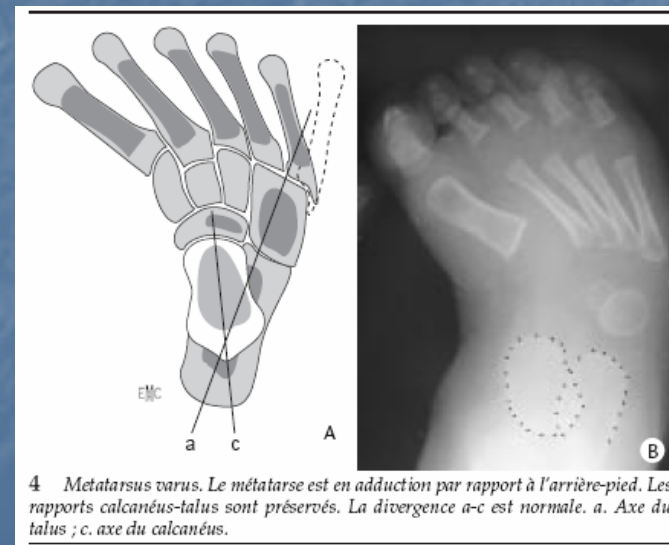 EMC
a
c
A
B
4 Metatarsus varus. Le métatarse est en adduction par rapport à l'arrière-pied. Les
rapports calcanéus-talus sont préservés. La divergence a-c est normale. a. Axe du
talus ; c. axe du calcanéus.